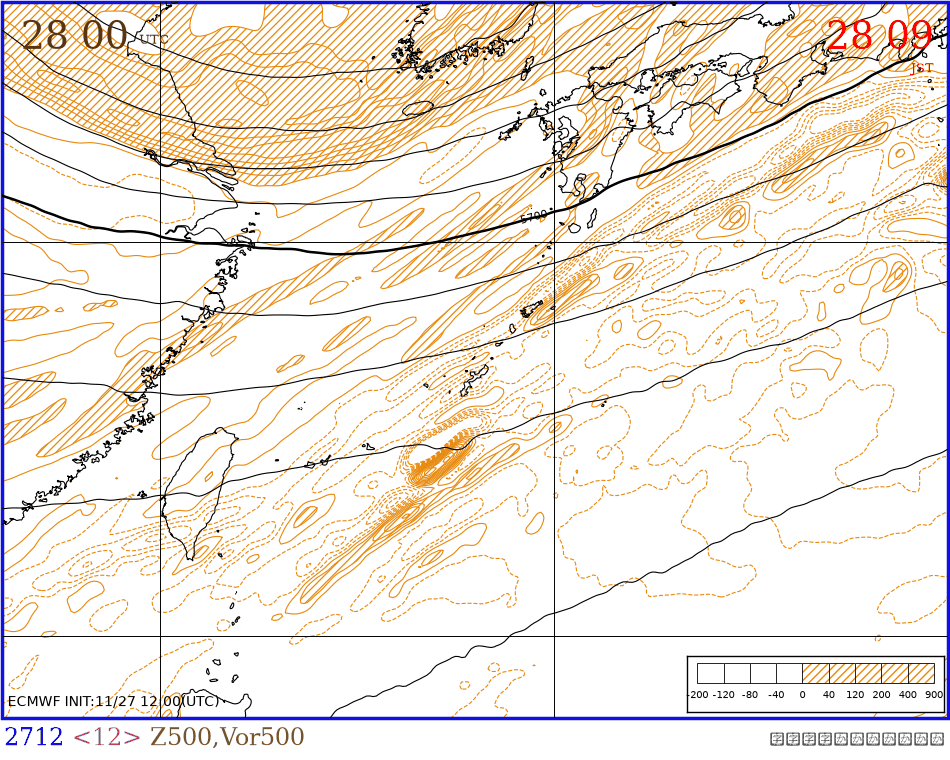 28 00 UTC
28 09 JST
5700
-200 -120 -80 -40 0 40 120 200 400 900
ECMWF INIT:11/27 12:00(UTC)
2712 <12> Z500,Vor500